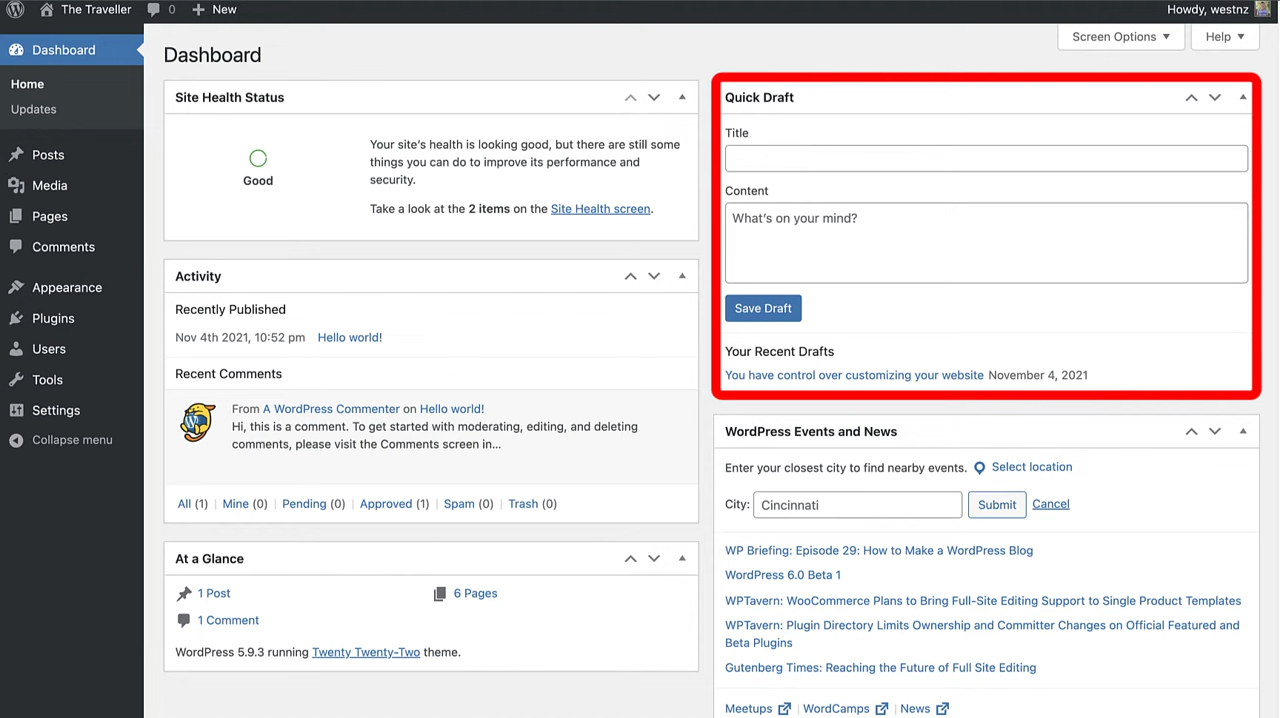 The Traveller
0
New
Howdy, westnz
Dashboard
Home
Updates
Posts
Media
Pages
Comments
Appearance
Plugins
Users
Tools
Settings
Collapse menu
Screen Options
Help
Dashboard
Site Health Status
Good
Your site's health is looking good, but there are still some
things you can do to improve its performance and
security.
Take a look at the 2 items on the Site Health screen.
Activity
Recently Published
Nov 4th 2021, 10:52 pm Hello world!
Recent Comments
From A WordPress Commenter on Hello world!
Hi, this is a comment. To get started with moderating, editing, and deleting
comments, please visit the Comments screen in…
All (1) | Mine (0) | Pending (0) | Approved (1) | Spam (0) | Trash (0)
At a Glance
1 Post
6 Pages
1 Comment
WordPress 5.9.3 running Twenty Twenty-Two theme.
Quick Draft
Title
Content
What's on your mind?
Save Draft
Your Recent Drafts
You have control over customizing your website November 4, 2021
WordPress Events and News
Enter your closest city to find nearby events. Select location
City: Cincinnati Submit Cancel
WP Briefing: Episode 29: How to Make a WordPress Blog
WordPress 6.0 Beta 1
WPTavern: WooCommerce Plans to Bring Full-Site Editing Support to Single Product Templates
WPTavern: Plugin Directory Limits Ownership and Committer Changes on Official Featured and
Beta Plugins
Gutenberg Times: Reaching the Future of Full Site Editing
Meetups | WordCamps | News